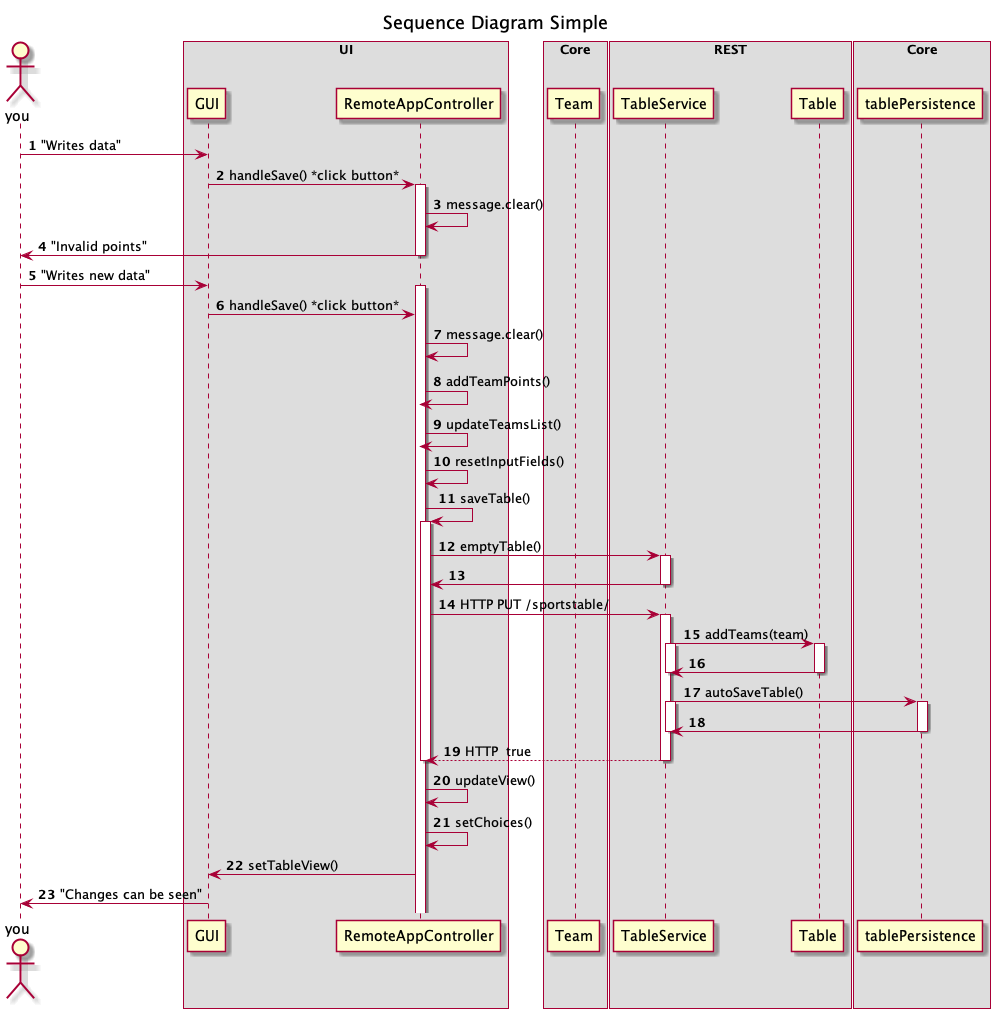 Sequence Diagram Simple
UI
Core
REST
Core
you
GUI
RemoteAppController
Team
TableService
Table
tablePersistence
1 "Writes data"
2 handleSave() *click button*
3 message.clear()
4 "Invalid points"
5 "Writes new data"
6 handleSave() *click button*
7 message.clear()
8 addTeamPoints()
9 updateTeamsList()
10 resetInputFields()
11 saveTable()
12 emptyTable()
13
14 HTTP PUT /sportstable/
15 addTeams(team)
16
17 autoSaveTable()
18
19 HTTP  true
20 updateView()
21 setChoices()
22 setTableView()
23 "Changes can be seen"
you
GUI
RemoteAppController
Team
TableService
Table
tablePersistence